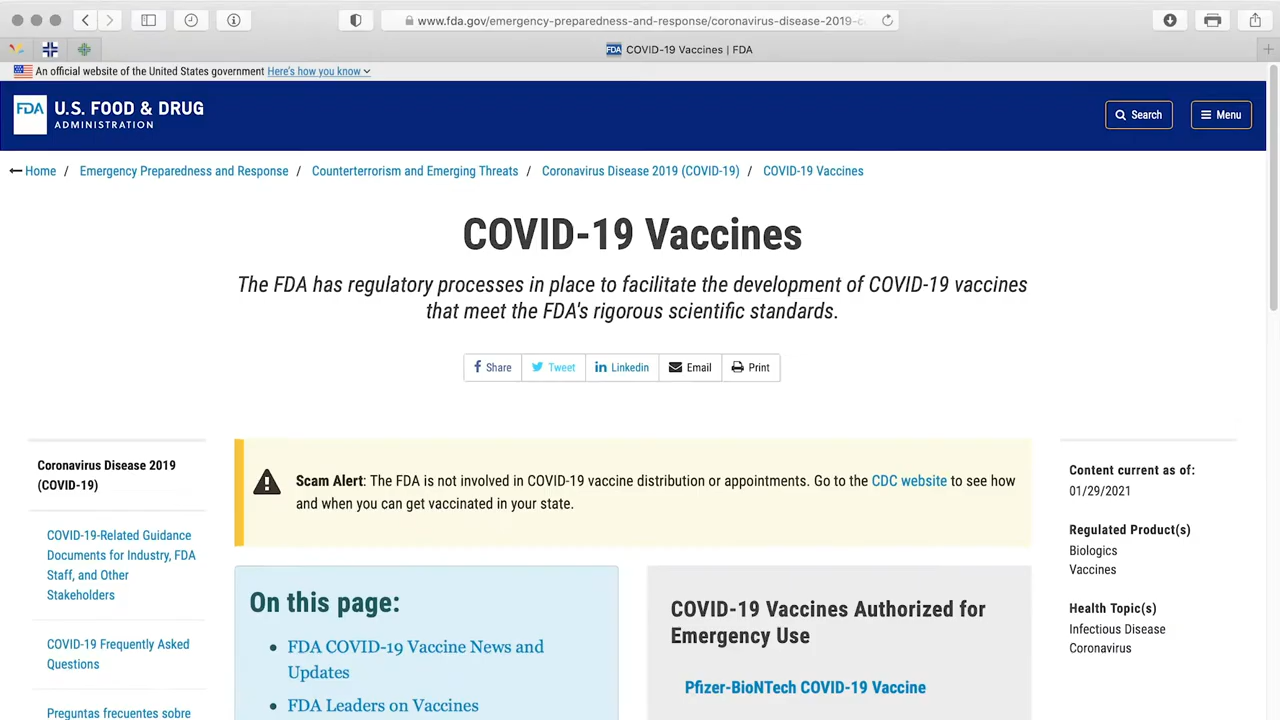 www.fda.gov/emergency-preparedness-and-response/coronavirus-disease-2019-c
FDA COVID-19 Vaccines | FDA
An official website of the United States government Here's how you know
FDA U.S. FOOD & DRUG
ADMINISTRATION
Search
Menu
Home / Emergency Preparedness and Response / Counterterrorism and Emerging Threats / Coronavirus Disease 2019 (COVID-19) / COVID-19 Vaccines
COVID-19 Vaccines
The FDA has regulatory processes in place to facilitate the development of COVID-19 vaccines
that meet the FDA's rigorous scientific standards.
f Share
Tweet
in Linkedin
Email
Print
Coronavirus Disease 2019
(COVID-19)
COVID-19-Related Guidance
Documents for Industry, FDA
Staff, and Other
Stakeholders
COVID-19 Frequently Asked
Questions
Preguntas frecuentes sobre
Scam Alert: The FDA is not involved in COVID-19 vaccine distribution or appointments. Go to the CDC website to see how
and when you can get vaccinated in your state.
On this page:
• FDA COVID-19 Vaccine News and
Updates
• FDA Leaders on Vaccines
COVID-19 Vaccines Authorized for
Emergency Use
Pfizer-BioNTech COVID-19 Vaccine
Content current as of:
01/29/2021
Regulated Product(s)
Biologics
Vaccines
Health Topic(s)
Infectious Disease
Coronavirus